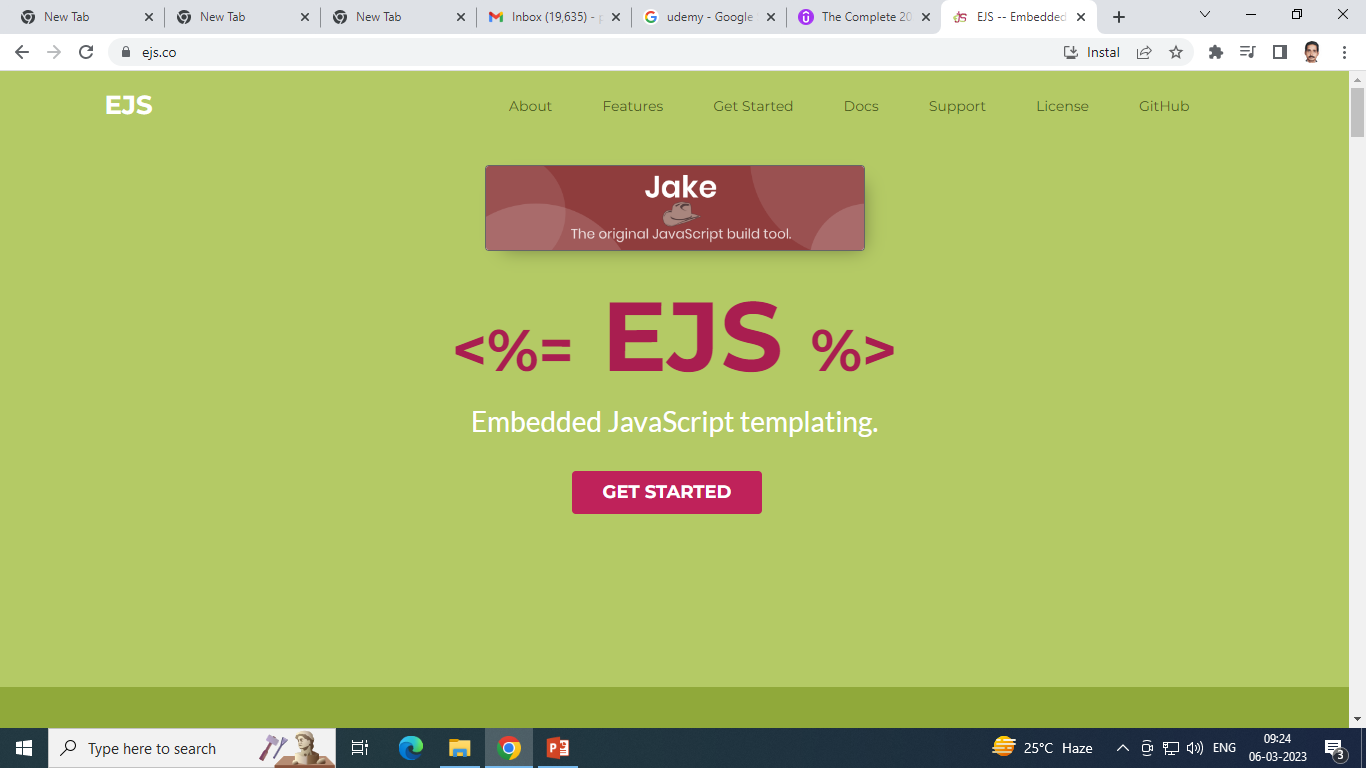 New Tab
New Tab
New Tab
Inbox (19,635) -
udemy - Google
The Complete 20
EJS -- Embedded
ejs.co
Instal
EJS
About Features Get Started Docs Support License GitHub
Jake
The original JavaScript build tool.
<%= EJS %>
Embedded JavaScript templating.
GET STARTED
Type here to search
25°C Haze
ENG
09:24
06-03-2023
3